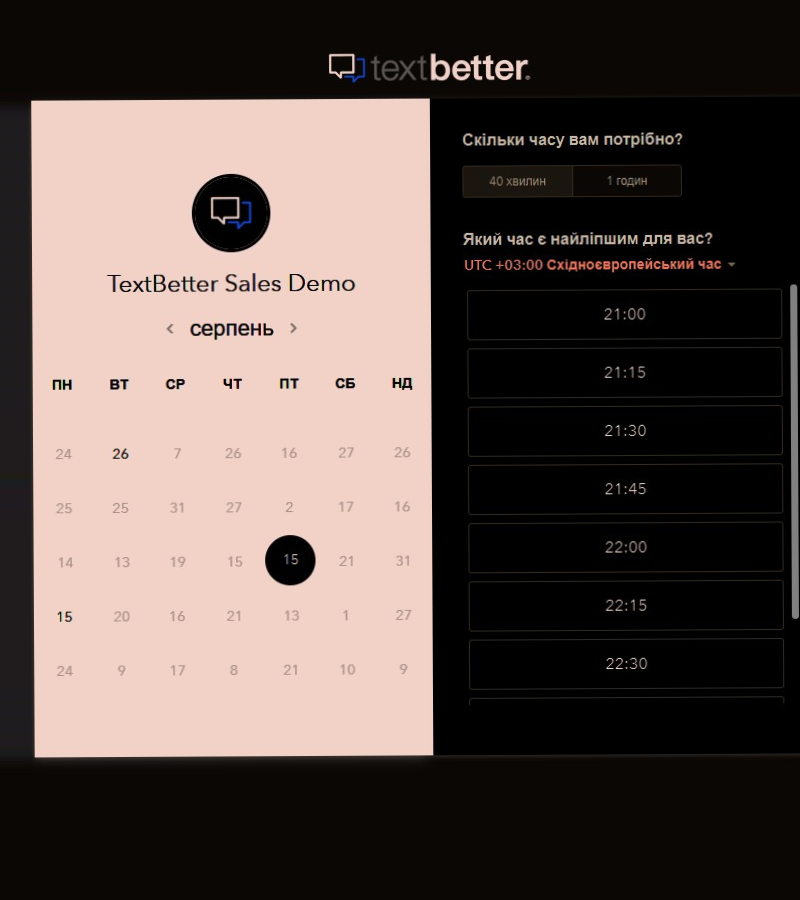 textbetter.
TextBetter Sales Demo
серпень
ПН ВТ СР ЧТ ПТ СБ НД
24 26 7 26 16 27 26
25 25 31 27 2 17 16
14 13 19 15 15 21 31
15 20 16 21 13 1 27
24 9 17 8 21 10 9
Скільки часу вам потрібно?
40 хвилин 1 годин
Який час є найліпшим для вас?
UTC +03:00 Східноєвропейський час
21:00
21:15
21:30
21:45
22:00
22:15
22:30